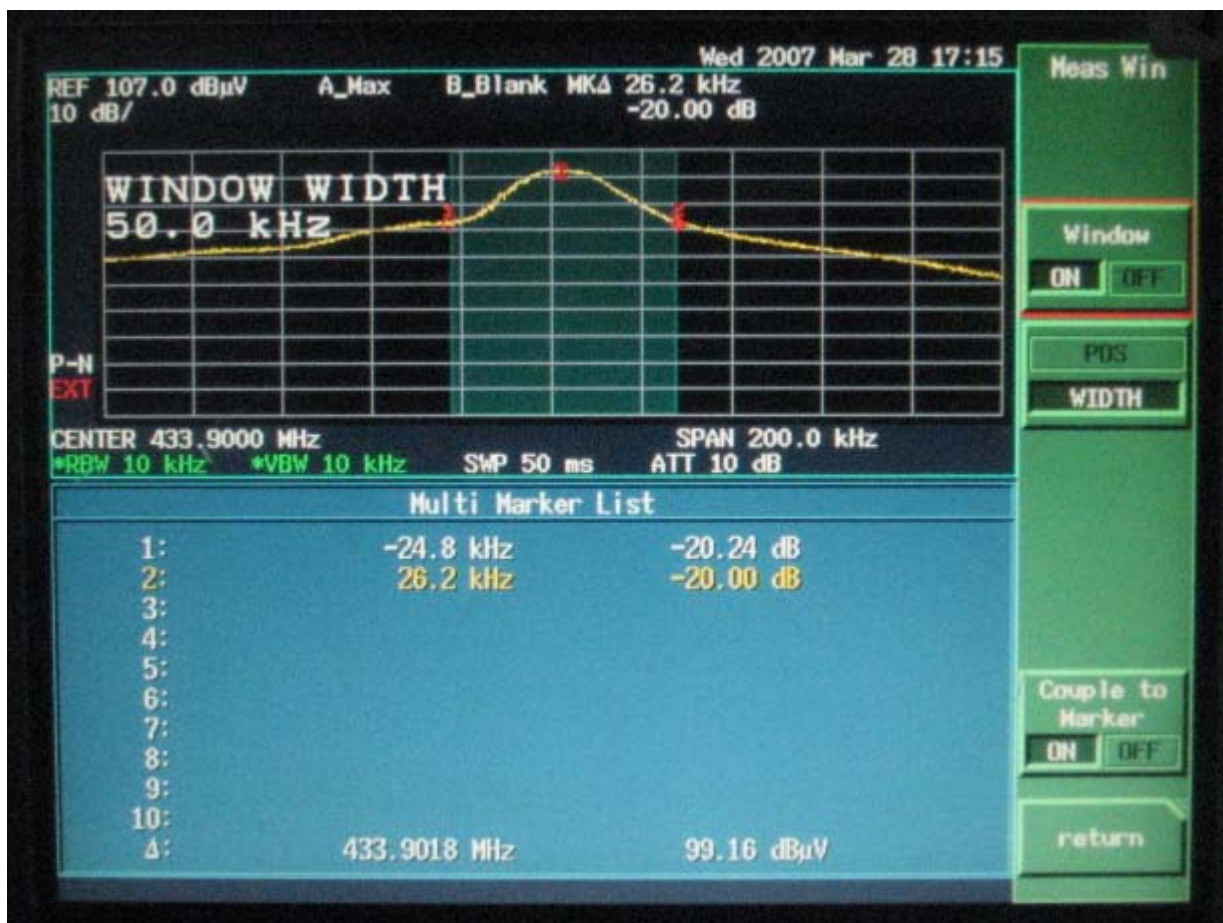 Wed 2007 Mar 28 17:15
REF 107.0 dBµV A_Max B_Blank MKΔ 26.2 kHz
10 dB/ -20.00 dB
WINDOW WIDTH
50.0 kHz
P-N
EXT
CENTER 433.9000 MHz SPAN 200.0 kHz
*RBW 10 kHz *VBW 10 kHz SWP 50 ms ATT 10 dB
Multi Marker List
1: -24.8 kHz -20.24 dB
2: 26.2 kHz -20.00 dB
3:
4:
5:
6:
7:
8:
9:
10:
Δ: 433.9018 MHz 99.16 dBµV
Meas Win
Window
ON OFF
POS
WIDTH
Couple to
Marker
ON OFF
return